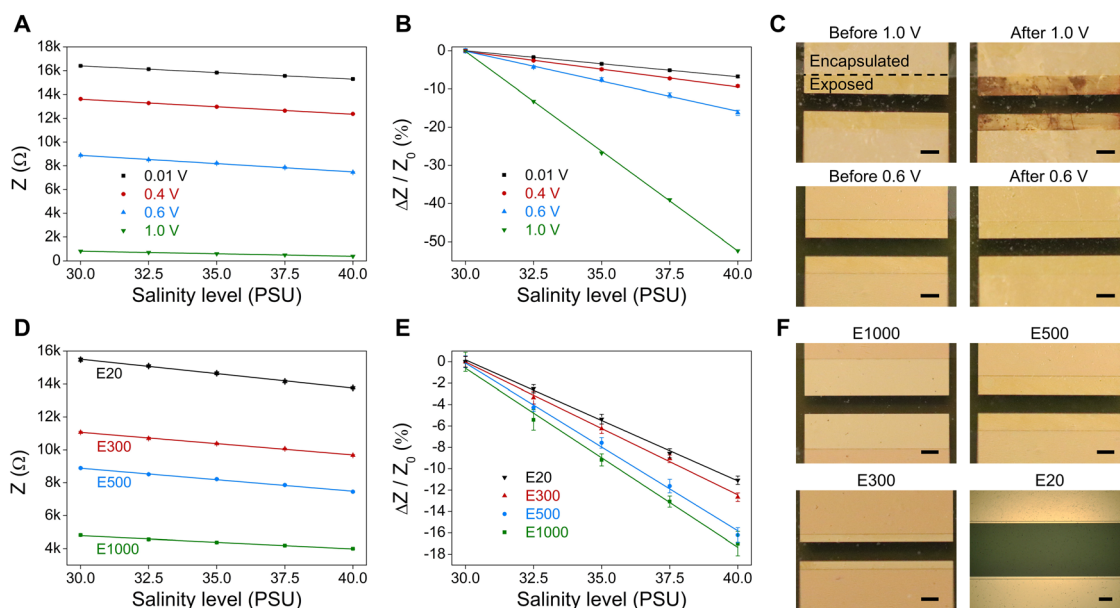 A
18k
16k
14k
12k
10k
8k
6k
4k
2k
0
Z (Ω)
0.01 V
0.4 V
0.6 V
1.0 V
30.0 32.5 35.0 37.5 40.0
Salinity level (PSU)
B
0
-10
-20
-30
-40
-50
ΔZ / Z0 (%)
0.01 V
0.4 V
0.6 V
1.0 V
30.0 32.5 35.0 37.5 40.0
Salinity level (PSU)
C
Before 1.0 V
Encapsulated
Exposed
After 1.0 V
Before 0.6 V
After 0.6 V
D
16k
14k
12k
10k
8k
6k
4k
Z (Ω)
E20
E300
E500
E1000
30.0 32.5 35.0 37.5 40.0
Salinity level (PSU)
E
0
-2
-4
-6
-8
-10
-12
-14
-16
-18
ΔZ / Z0 (%)
E20
E300
E500
E1000
30.0 32.5 35.0 37.5 40.0
Salinity level (PSU)
F
E1000
E500
E300
E20